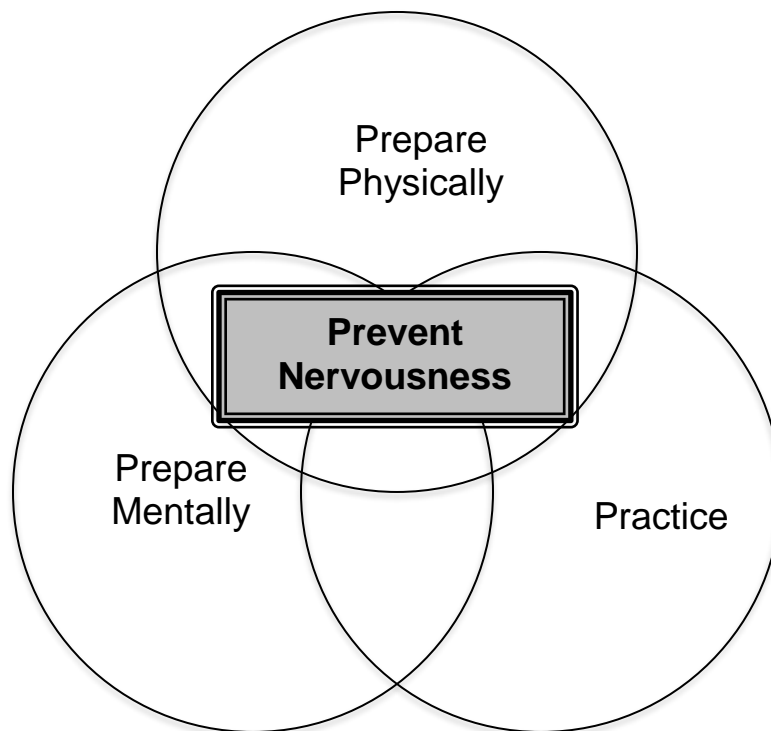 Prepare
Physically
Prevent
Nervousness
Prepare
Mentally
Practice